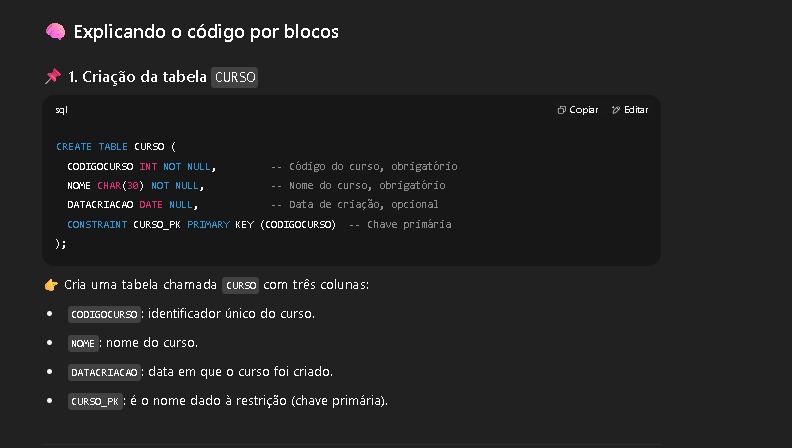 🧠 Explicando o código por blocos
📌 1. Criação da tabela CURSO
sql Copiar Editar
CREATE TABLE CURSO (
CODIGOCURSO INT NOT NULL, -- Código do curso, obrigatório
NOME CHAR(30) NOT NULL, -- Nome do curso, obrigatório
DATACRIACAO DATE NULL, -- Data de criação, opcional
CONSTRAINT CURSO_PK PRIMARY KEY (CODIGOCURSO) -- Chave primária
);
👉 Cria uma tabela chamada CURSO com três colunas:
• CODIGOCURSO: identificador único do curso.
• NOME: nome do curso.
• DATACRIACAO: data em que o curso foi criado.
• CURSO_PK: é o nome dado à restrição (chave primária).